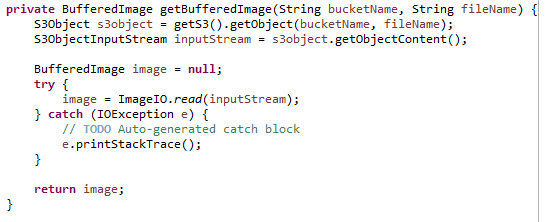 private BufferedImage getBufferedImage(String bucketName, String fileName) {
    S3Object s3object = getS3().getObject(bucketName, fileName);
    S3ObjectInputStream inputStream = s3object.getObjectContent();

    BufferedImage image = null;
    try {
        image = ImageIO.read(inputStream);
    } catch (IOException e) {
        // TODO Auto-generated catch block
        e.printStackTrace();
    }

    return image;
}